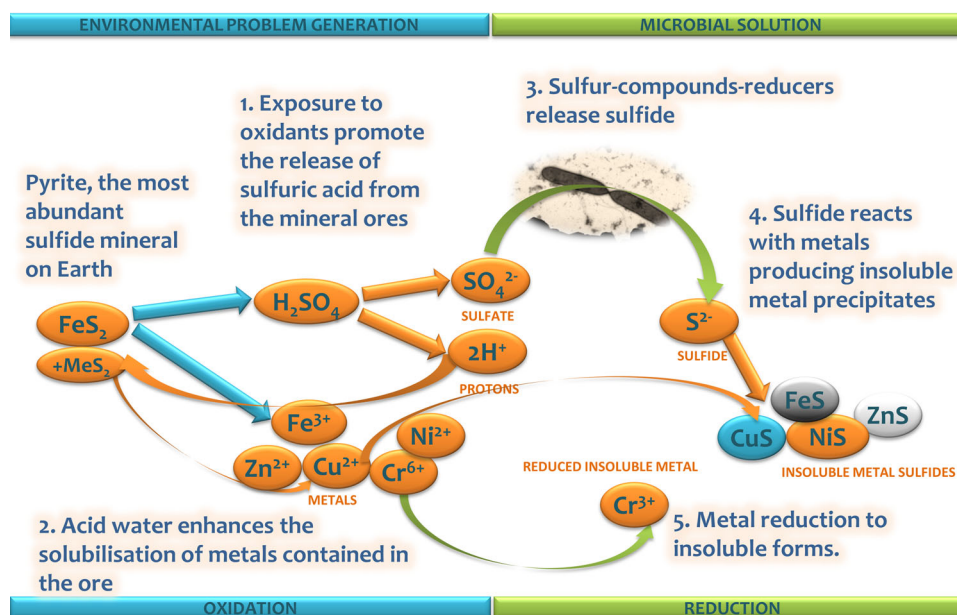 ENVIRONMENTAL PROBLEM GENERATION
MICROBIAL SOLUTION
1. Exposure to
oxidants promote
the release of
sulfuric acid from
the mineral ores
3. Sulfur-compounds-reducers
release sulfide
Pyrite, the most
abundant
sulfide mineral
on Earth
4. Sulfide reacts
with metals
producing insoluble
metal precipitates
FeS₂
+MeS₂
H₂SO₄
SO₄²⁻
SULFATE
2H⁺
PROTONS
S²⁻
SULFIDE
Fe³⁺
Zn²⁺
Cu²⁺
Ni²⁺
Cr⁶⁺
METALS
FeS
ZnS
CuS
NiS
INSOLUBLE METAL SULFIDES
REDUCED INSOLUBLE METAL
Cr³⁺
2. Acid water enhances the
solubilisation of metals contained in
the ore
5. Metal reduction to
insoluble forms.
OXIDATION
REDUCTION